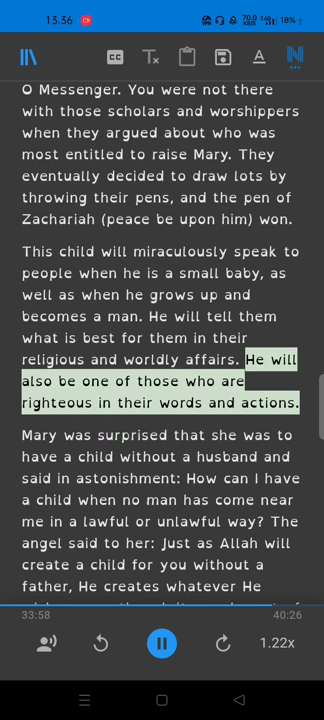 13.36
70.0 KB/S
18%
CC
A
N
O Messenger. You were not there
with those scholars and worshippers
when they argued about who was
most entitled to raise Mary. They
eventually decided to draw lots by
throwing their pens, and the pen of
Zachariah (peace be upon him) won.
This child will miraculously speak to
people when he is a small baby, as
well as when he grows up and
becomes a man. He will tell them
what is best for them in their
religious and worldly affairs. He will
also be one of those who are
righteous in their words and actions.
Mary was surprised that she was to
have a child without a husband and
said in astonishment: How can I have
a child when no man has come near
me in a lawful or unlawful way? The
angel said to her: Just as Allah will
create a child for you without a
father, He creates whatever He
33:58
40:26
1.22x